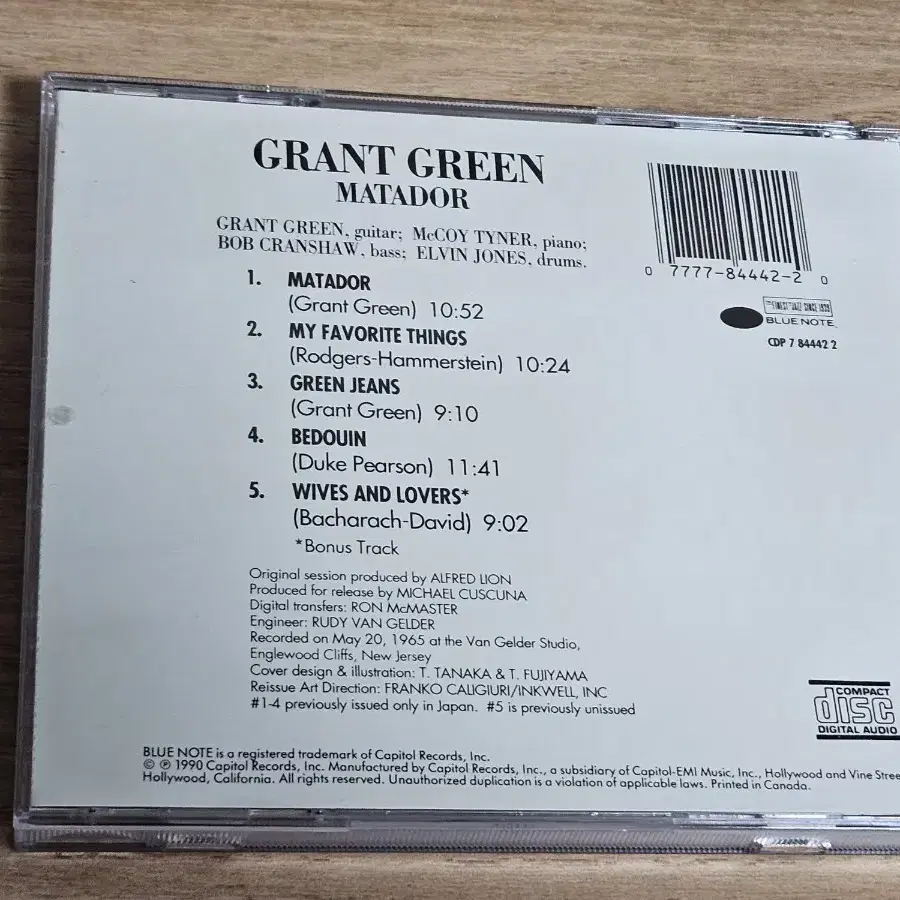 GRANT GREEN
MATADOR
GRANT GREEN, guitar; McCOY TYNER, piano;
BOB CRANSHAW, bass; ELVIN JONES, drums.
1. MATADOR
(Grant Green) 10:52
2. MY FAVORITE THINGS
(Rodgers-Hammerstein) 10:24
3. GREEN JEANS
(Grant Green) 9:10
4. BEDOUIN
(Duke Pearson) 11:41
5. WIVES AND LOVERS*
(Bacharach-David) 9:02
*Bonus Track
0 7777-84442-2 0
THE FINEST IN JAZZ SINCE 1939
BLUE NOTE
CDP 7 84442 2
Original session produced by ALFRED LION
Produced for release by MICHAEL CUSCUNA
Digital transfers: RON McMASTER
Engineer: RUDY VAN GELDER
Recorded on May 20, 1965 at the Van Gelder Studio,
Englewood Cliffs, New Jersey
Cover design & illustration: T. TANAKA & T. FUJIYAMA
Reissue Art Direction: FRANKO CALIGIURI/INKWELL, INC
#1-4 previously issued only in Japan. #5 is previously unissued
COMPACT
disc
DIGITAL AUDIO
BLUE NOTE is a registered trademark of Capitol Records, Inc.
© ℗ 1990 Capitol Records, Inc. Manufactured by Capitol Records, Inc., a subsidiary of Capitol-EMI Music, Inc., Hollywood and Vine Stree
Hollywood, California. All rights reserved. Unauthorized duplication is a violation of applicable laws. Printed in Canada.